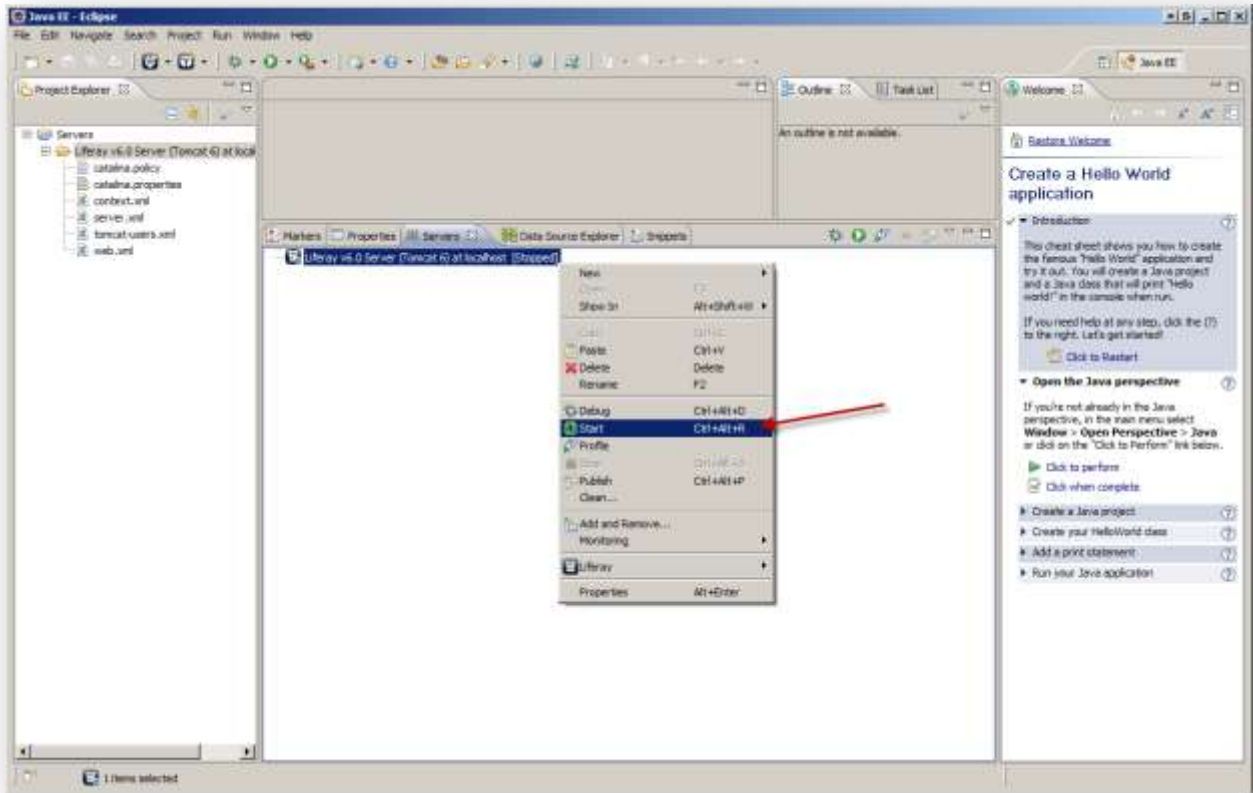 Java EE - Eclipse
File Edit Navigate Search Project Run Window Help
Java EE
Project Explorer
Servers
Liferay v6.0 Server (Tomcat 6) at local
catalina.policy
catalina.properties
context.xml
server.xml
tomcat-users.xml
web.xml
Outline
Task List
An outline is not available.
Markers
Properties
Servers
Data Source Explorer
Snippets
Liferay v6.0 Server (Tomcat 6) at localhost [Stopped]
New
Open F3
Show In Alt+Shift+W
Copy Ctrl+C
Paste Ctrl+V
Delete Delete
Rename F2
Debug Ctrl+Alt+D
Start Ctrl+Alt+R
Profile
Stop
Publish Ctrl+Alt+P
Clean...
Add and Remove...
Monitoring
Liferay
Properties Alt+Enter
Welcome
Restore Welcome
Create a Hello World
application
Introduction
This cheat sheet shows you how to create
the famous "Hello World" application and
try it out. You will create a Java project
and a Java class that will print "Hello
world!" in the console when run.
If you need help at any step, click the (?)
to the right. Let's get started!
Click to Restart
Open the Java perspective
If you're not already in the Java
perspective, in the main menu select
Window > Open Perspective > Java
or click on the "Click to Perform" link below.
Click to perform
Click when complete
Create a Java project
Create your HelloWorld class
Add a print statement
Run your Java application
1 items selected